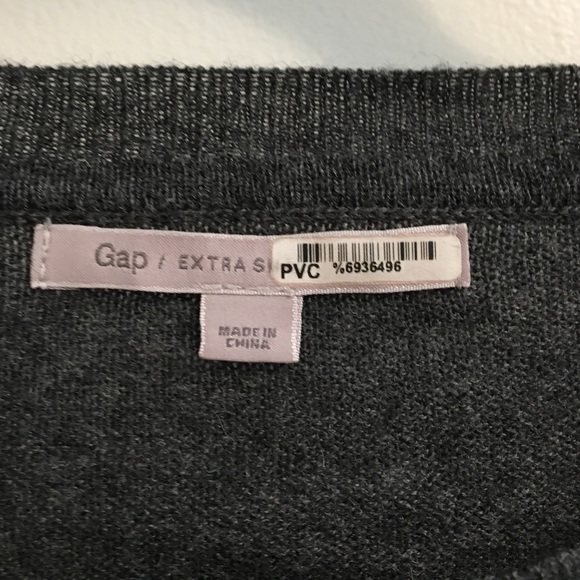 Gap / EXTRA S
PVC %6936496
MADE IN
CHINA